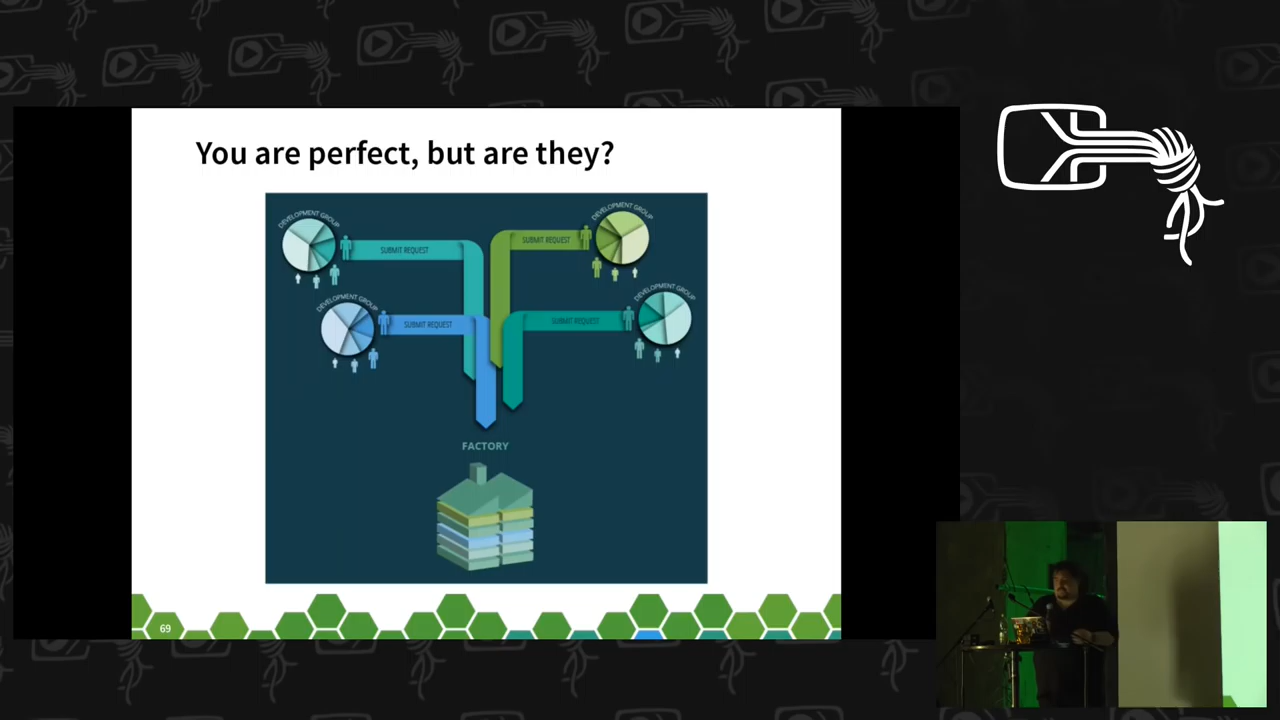 You are perfect, but are they?
DEVELOPMENT GROUP
SUBMIT REQUEST
DEVELOPMENT GROUP
SUBMIT REQUEST
DEVELOPMENT GROUP
SUBMIT REQUEST
DEVELOPMENT GROUP
SUBMIT REQUEST
FACTORY
69